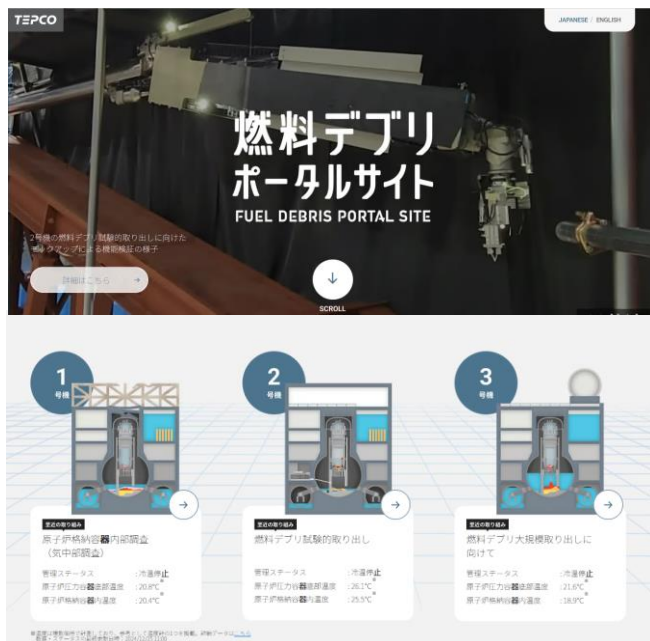 TEPCO
JAPANESE / ENGLISH
燃料デブリ
ポータルサイト
FUEL DEBRIS PORTAL SITE
2号機の燃料デブリ試験的取り出しに向けた
モックアップによる機能検証の様子
詳細はこちら →
SCROLL
1
号機
2
号機
3
号機
至近の取り組み
原子炉格納容器内部調査
(気中部調査)
管理ステータス :冷温停止
原子炉圧力容器底部温度 :20.8℃
原子炉格納容器内温度 :20.4℃
至近の取り組み
燃料デブリ試験的取り出し
管理ステータス :冷温停止
原子炉圧力容器底部温度 :26.1℃
原子炉格納容器内温度 :25.5℃
至近の取り組み
燃料デブリ大規模取り出しに
向けて
管理ステータス :冷温停止
原子炉圧力容器底部温度 :21.6℃
原子炉格納容器内温度 :18.9℃
こちら